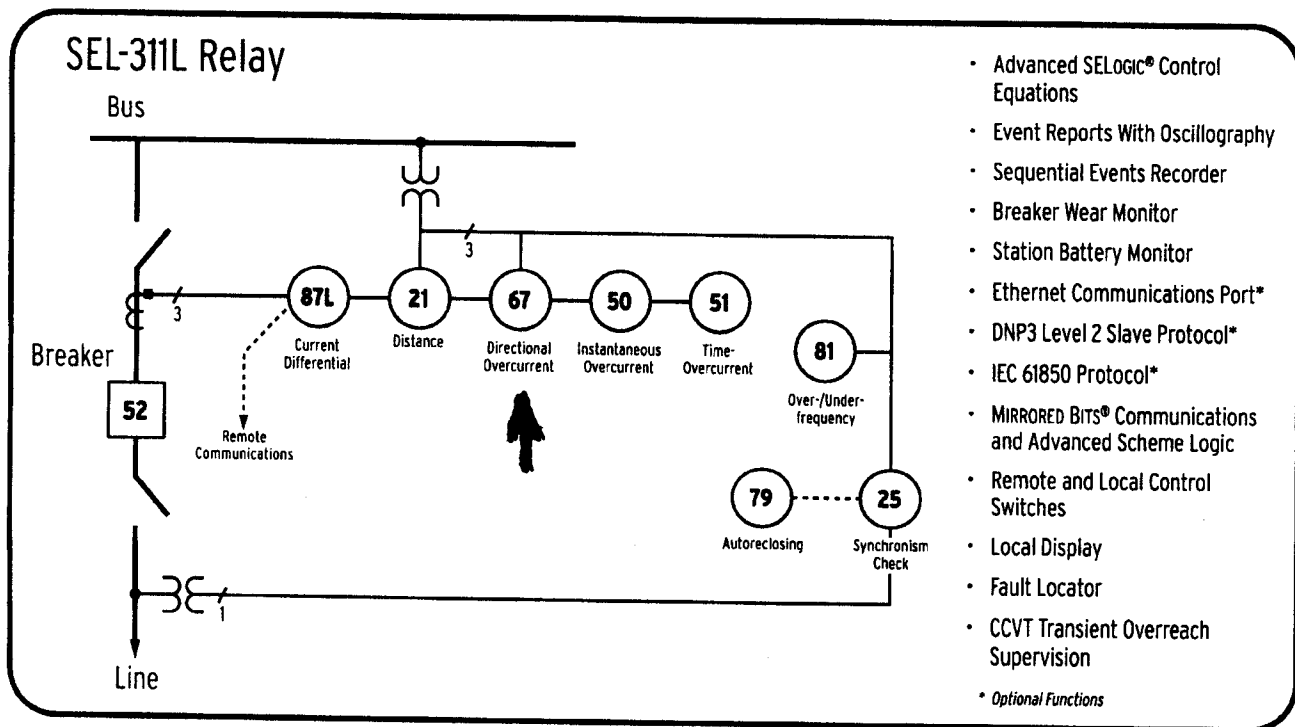 SEL-311L Relay
Bus
3
3
87L
21
67
50
51
Current
Differential
Distance
Directional
Overcurrent
Instantaneous
Overcurrent
Time-
Overcurrent
Breaker
52
Remote
Communications
81
Over-/Under-
frequency
79
25
Autoreclosing
Synchronism
Check
1
Line
· Advanced SELOGIC® Control
Equations
· Event Reports With Oscillography
· Sequential Events Recorder
· Breaker Wear Monitor
· Station Battery Monitor
· Ethernet Communications Port*
· DNP3 Level 2 Slave Protocol*
· IEC 61850 Protocol*
· MIRRORED BITS® Communications
and Advanced Scheme Logic
· Remote and Local Control
Switches
· Local Display
· Fault Locator
· CCVT Transient Overreach
Supervision
* Optional Functions